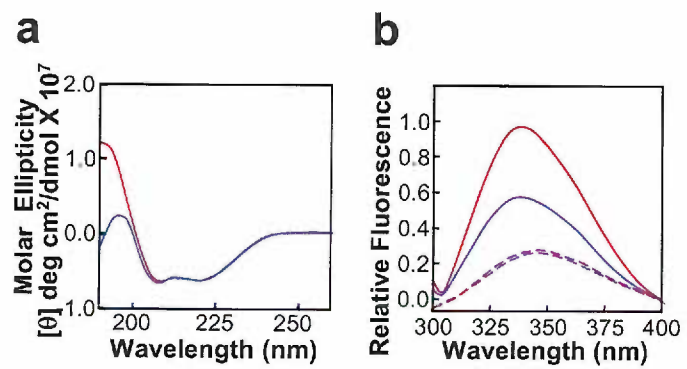 a
b
Molar Ellipticity
[θ] deg cm²/dmol X 10⁷
2.0
1.0
0.0
1.0
200
225
250
Wavelength (nm)
Relative Fluorescence
1.0
0.8
0.6
0.4
0.2
0.0
300
325
350
375
400
Wavelength (nm)